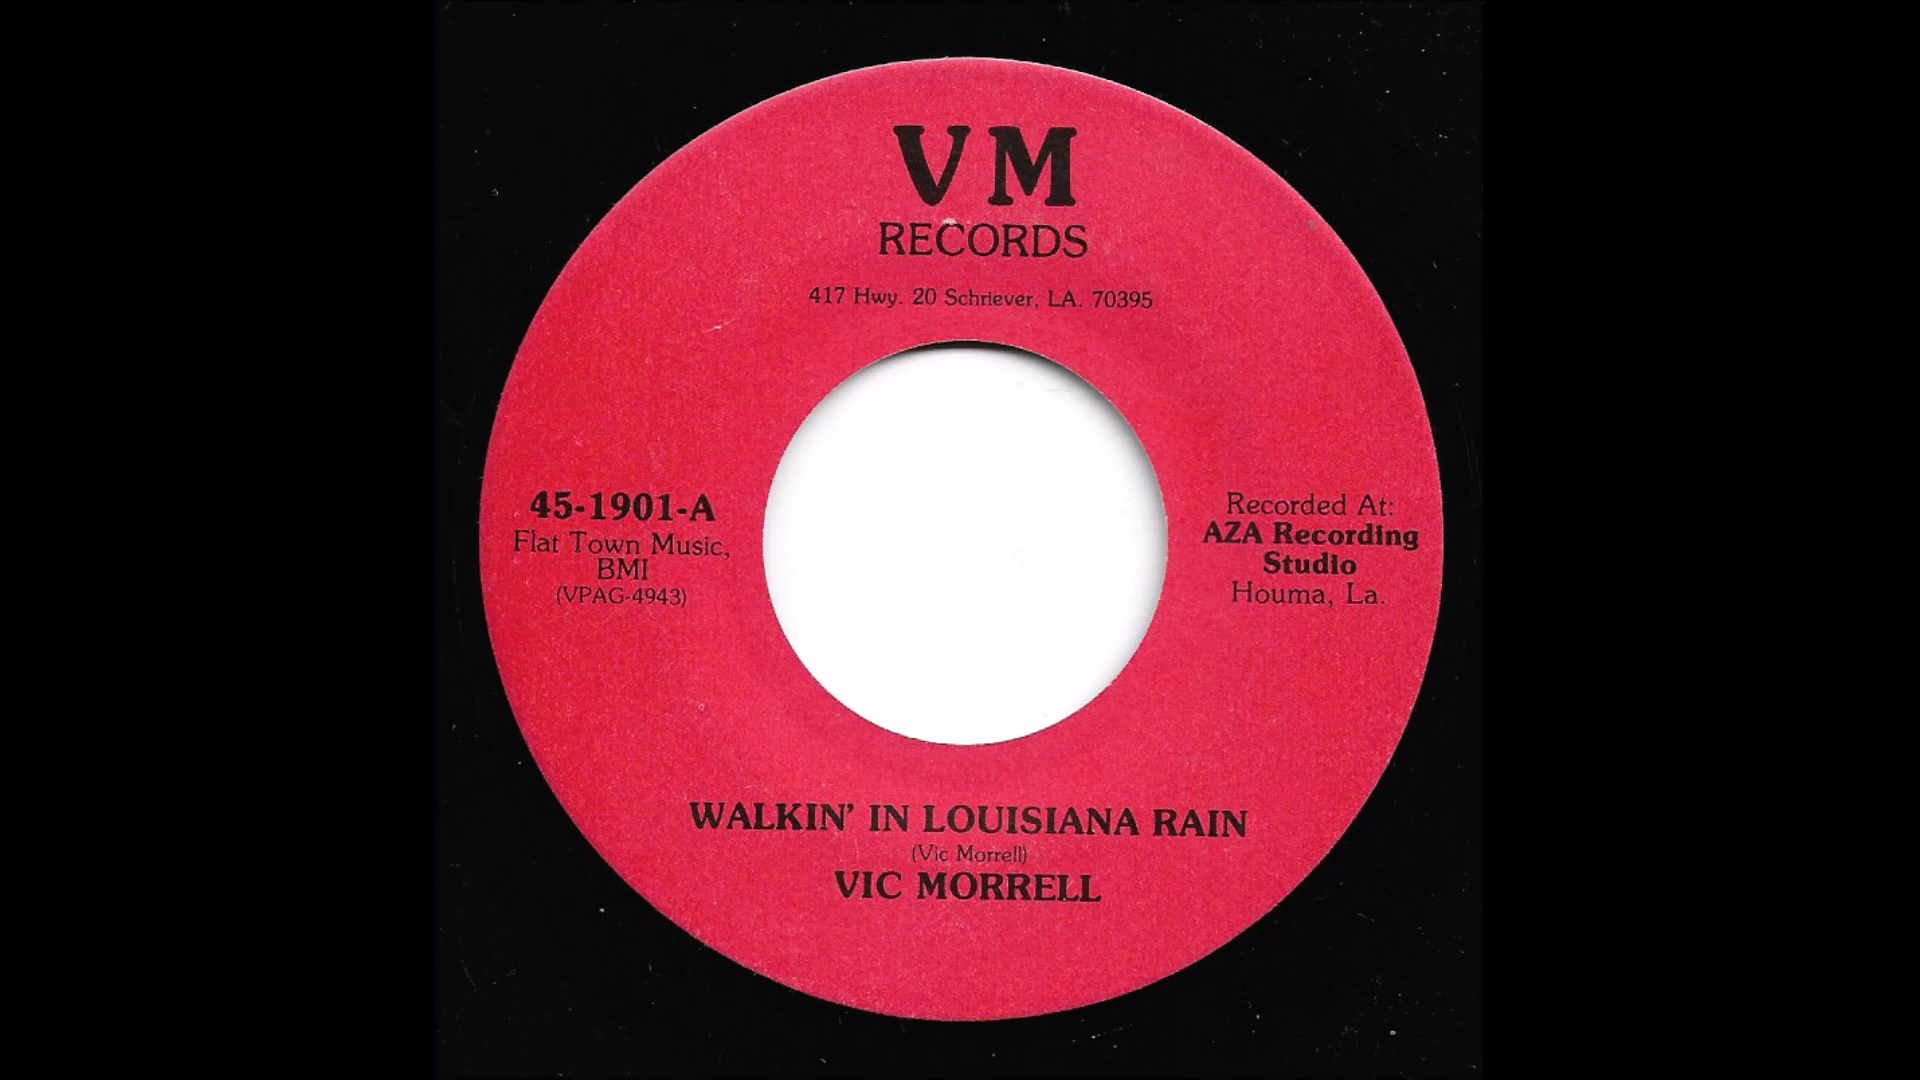 VM
RECORDS
417 Hwy. 20 Schriever, LA. 70395
45-1901-A
Flat Town Music,
BMI
(VPAG-4943)
Recorded At:
AZA Recording
Studio
Houma, La.
WALKIN' IN LOUISIANA RAIN
(Vic Morrell)
VIC MORRELL